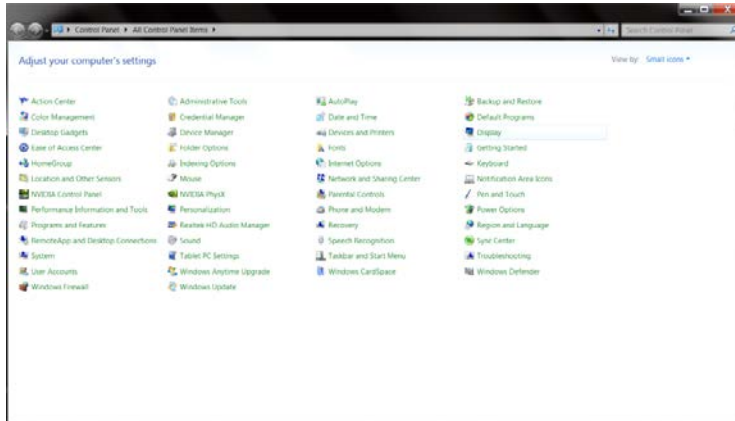 Control Panel ▸ All Control Panel Items ▸
Search Control Panel
Adjust your computer's settings
View by: Small icons
Action Center
Administrative Tools
AutoPlay
Backup and Restore
Color Management
Credential Manager
Date and Time
Default Programs
Desktop Gadgets
Device Manager
Devices and Printers
Display
Ease of Access Center
Folder Options
Fonts
Getting Started
HomeGroup
Indexing Options
Internet Options
Keyboard
Location and Other Sensors
Mouse
Network and Sharing Center
Notification Area Icons
NVIDIA Control Panel
NVIDIA PhysX
Parental Controls
Pen and Touch
Performance Information and Tools
Personalization
Phone and Modem
Power Options
Programs and Features
Realtek HD Audio Manager
Recovery
Region and Language
RemoteApp and Desktop Connections
Sound
Speech Recognition
Sync Center
System
Tablet PC Settings
Taskbar and Start Menu
Troubleshooting
User Accounts
Windows Anytime Upgrade
Windows CardSpace
Windows Defender
Windows Firewall
Windows Update